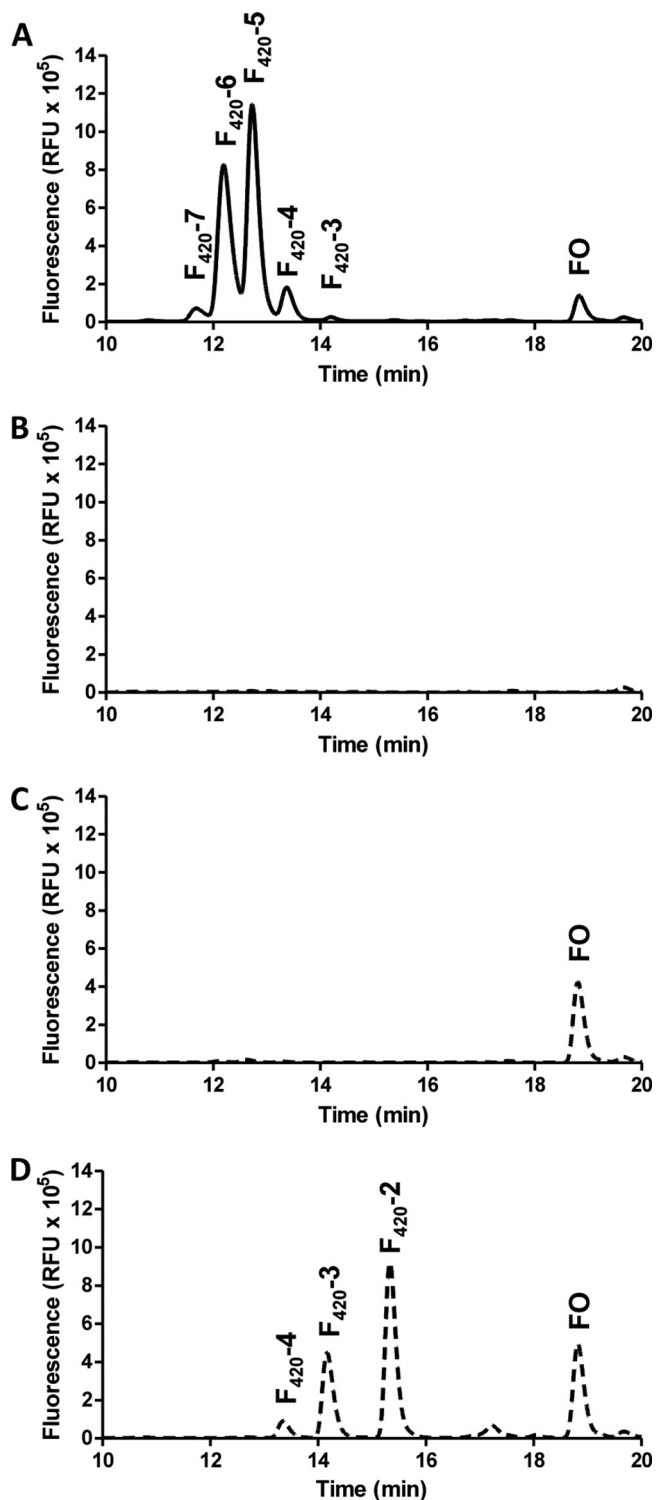 A
Fluorescence (RFU x 10⁵)
14
12
10
8
6
4
2
0
F₄₂₀-7
F₄₂₀-6
F₄₂₀-5
F₄₂₀-4
F₄₂₀-3
FO
10 12 14 16 18 20
Time (min)
B
Fluorescence (RFU x 10⁵)
14
12
10
8
6
4
2
0
10 12 14 16 18 20
Time (min)
C
Fluorescence (RFU x 10⁵)
14
12
10
8
6
4
2
0
FO
10 12 14 16 18 20
Time (min)
D
Fluorescence (RFU x 10⁵)
14
12
10
8
6
4
2
0
F₄₂₀-4
F₄₂₀-3
F₄₂₀-2
FO
10 12 14 16 18 20
Time (min)